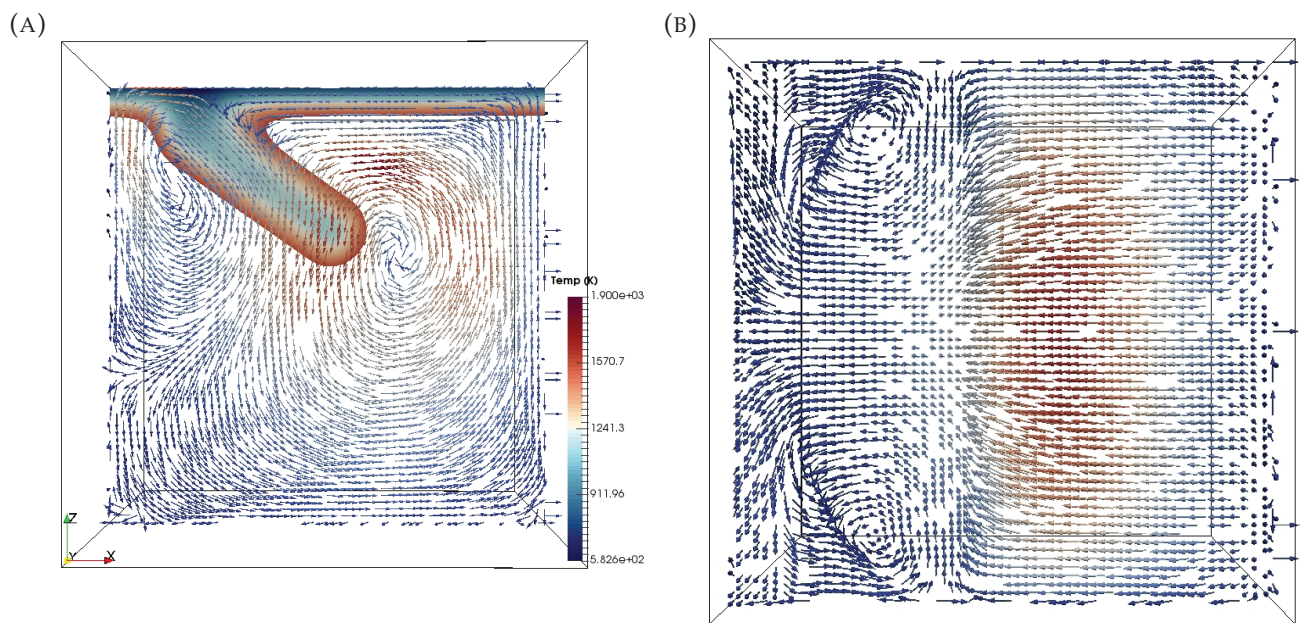 (A)
(B)
Temp (K)
1.900e+03
1570.7
1241.3
911.96
5.826e+02
Z
Y
X